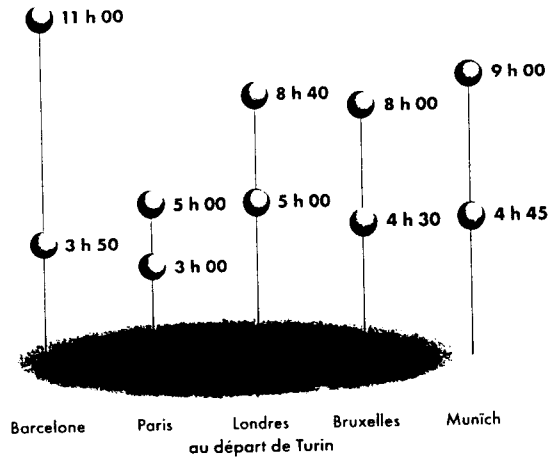 11 h 00
9 h 00
8 h 40
8 h 00
5 h 00
5 h 00
4 h 30
4 h 45
3 h 50
3 h 00
Barcelone Paris Londres Bruxelles Munïch
au départ de Turin